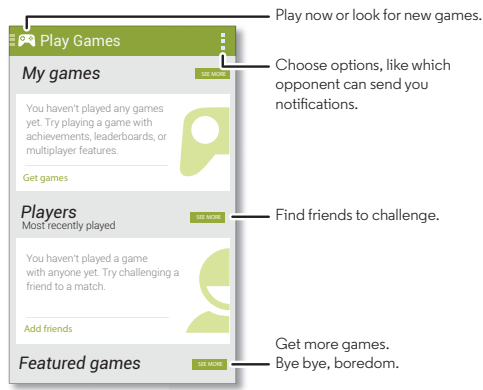 Play now or look for new games.
Play Games
Choose options, like which
opponent can send you
notifications.
My games
SEE MORE
You haven't played any games
yet. Try playing a game with
achievements, leaderboards, or
multiplayer features.
Get games
Players
SEE MORE
Most recently played
Find friends to challenge.
You haven't played a game
with anyone yet. Try challenging a
friend to a match.
Add friends
Featured games
SEE MORE
Get more games.
Bye bye, boredom.